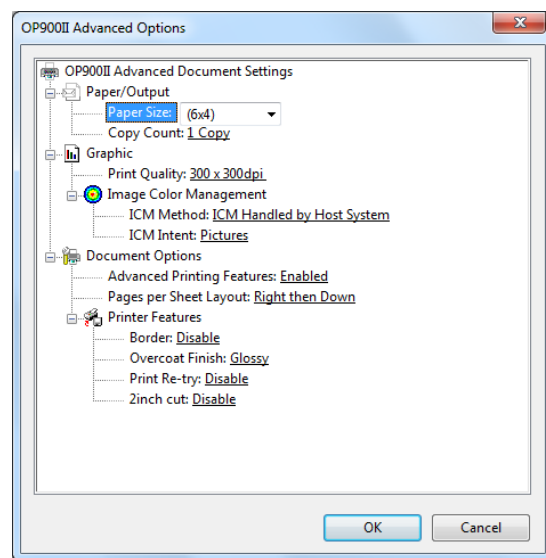 OP900II Advanced Options
OP900II Advanced Document Settings
Paper/Output
Paper Size: (6x4)
Copy Count: 1 Copy
Graphic
Print Quality: 300 x 300dpi
Image Color Management
ICM Method: ICM Handled by Host System
ICM Intent: Pictures
Document Options
Advanced Printing Features: Enabled
Pages per Sheet Layout: Right then Down
Printer Features
Border: Disable
Overcoat Finish: Glossy
Print Re-try: Disable
2inch cut: Disable
OK Cancel